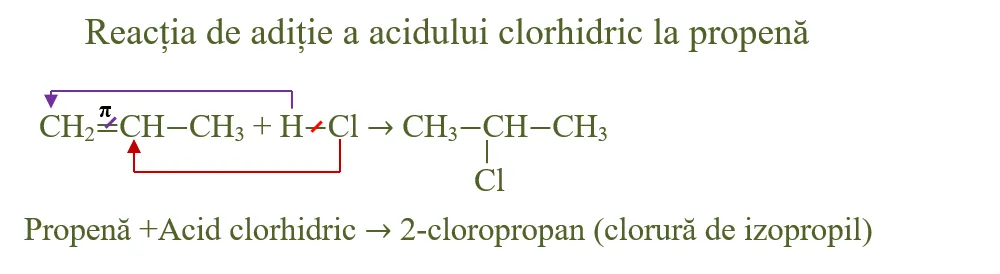 Reacția de adiție a acidului clorhidric la propenă
π
CH₂=CH−CH₃ + H−Cl → CH₃−CH−CH₃
Cl
Propenă +Acid clorhidric → 2-cloropropan (clorură de izopropil)